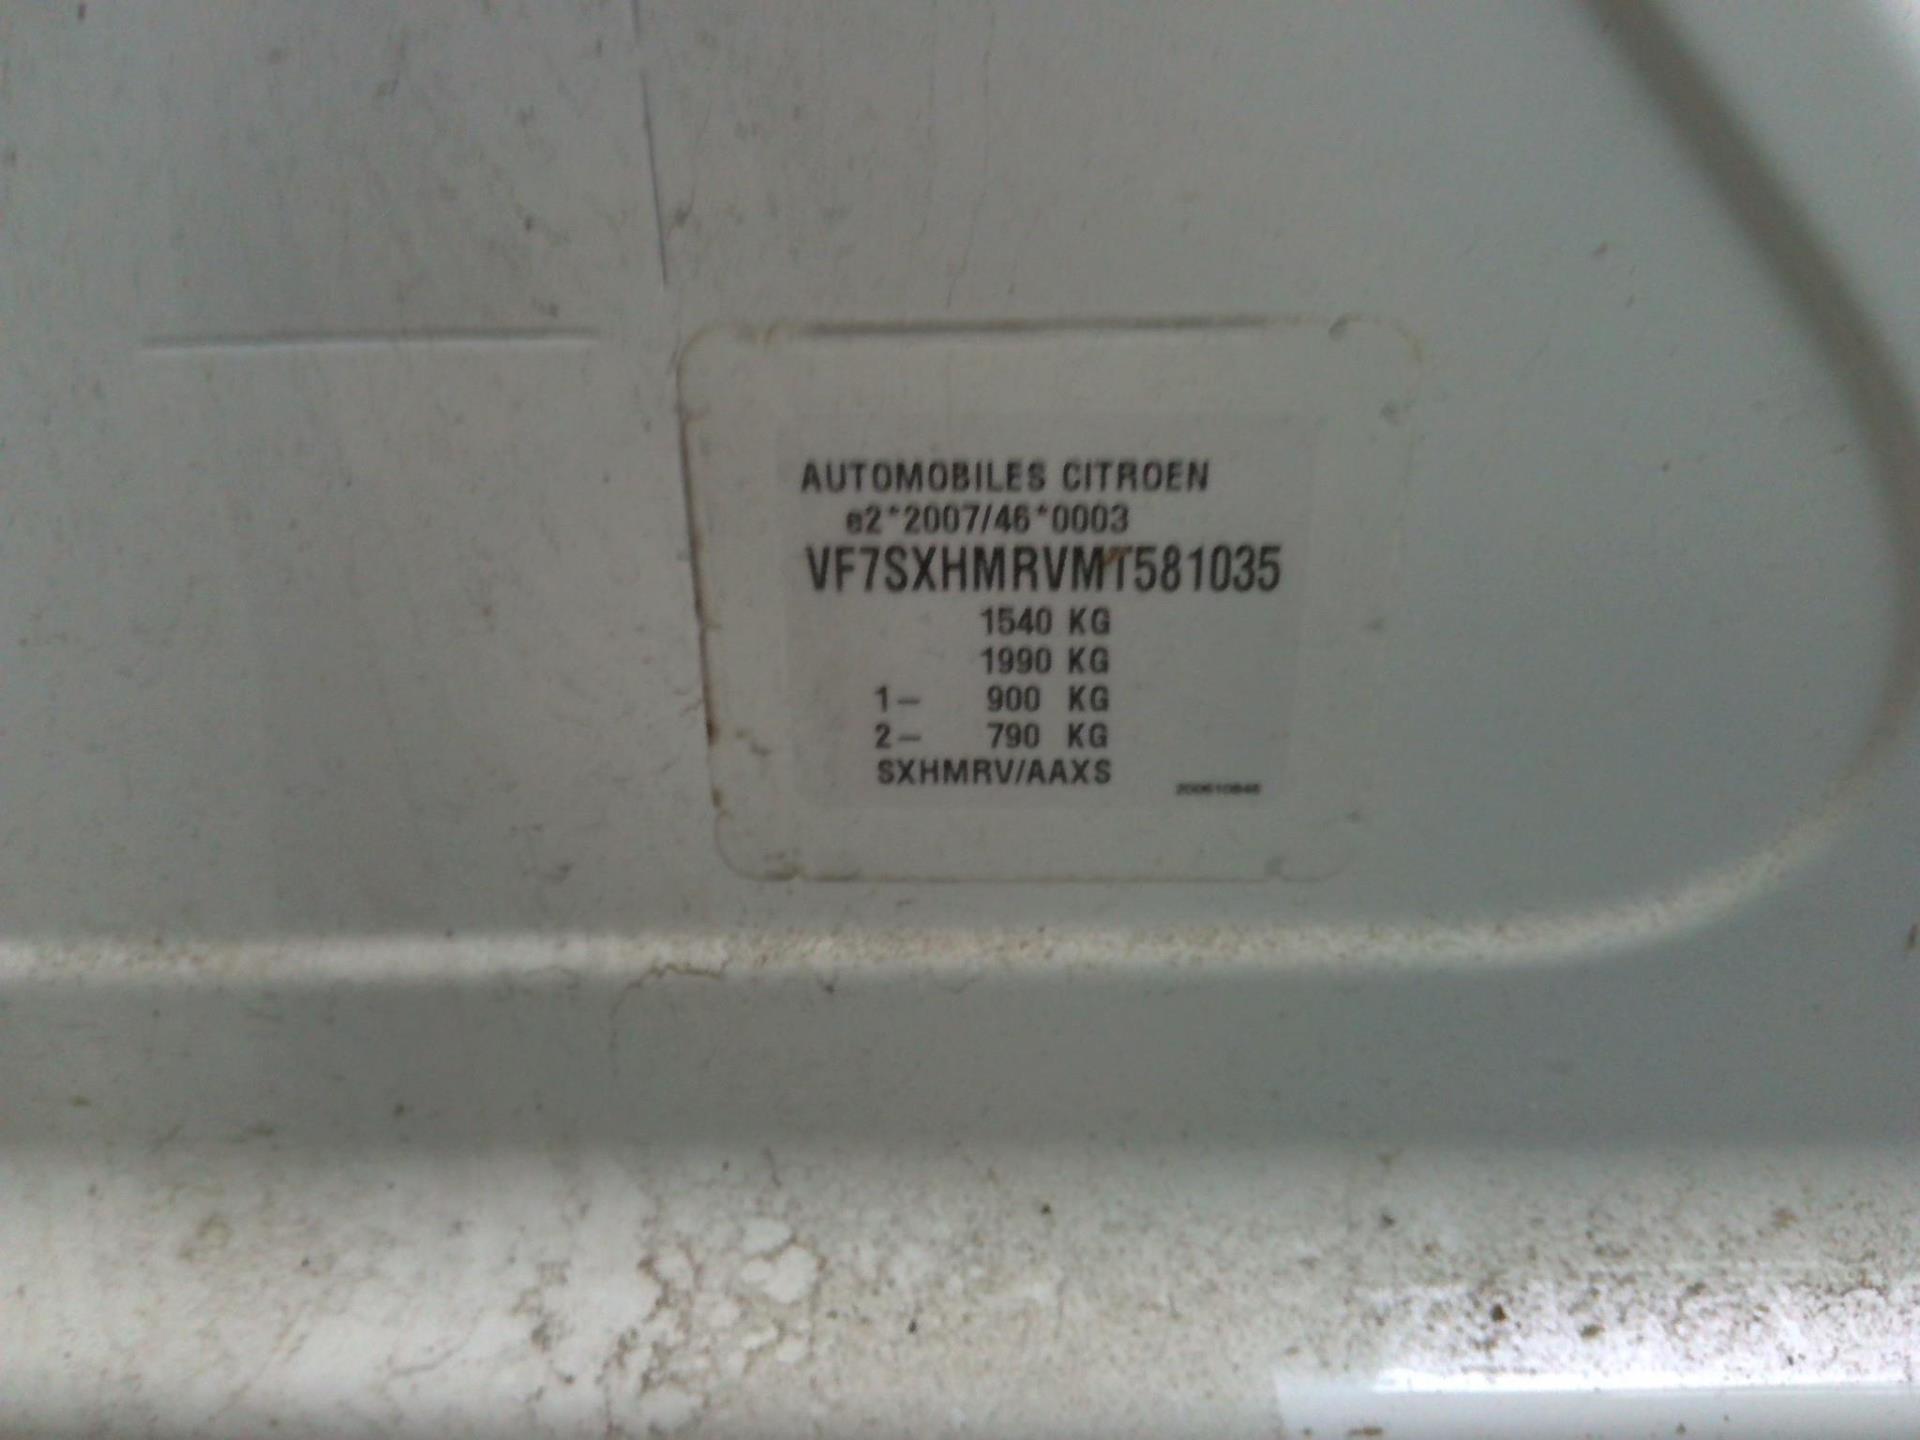 AUTOMOBILES CITROEN
e2*2007/46*0003
VF7SXHMRVMT581035
1540 KG
1990 KG
1- 900 KG
2- 790 KG
SXHMRV/AAXS